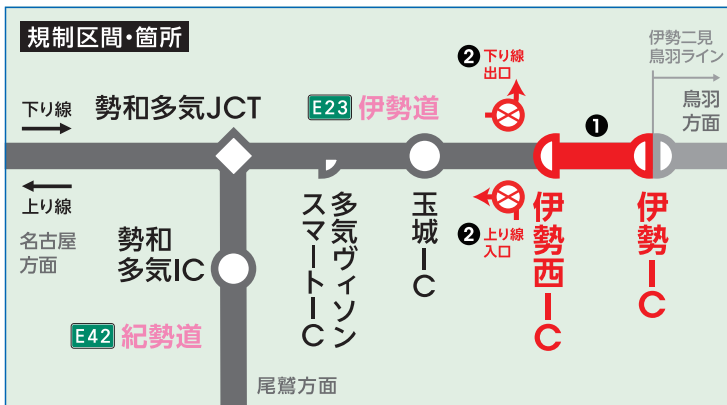 規制区間・箇所
伊勢二見
鳥羽ライン
鳥羽
方面
❷ 下り線
出口
下り線
勢和多気JCT
E23 伊勢道
❶
上り線
名古屋
方面
勢和
多気IC
多気ヴィソン
スマートIC
玉城IC
❷ 上り線
入口
伊勢西IC
伊勢IC
E42 紀勢道
尾鷲方面